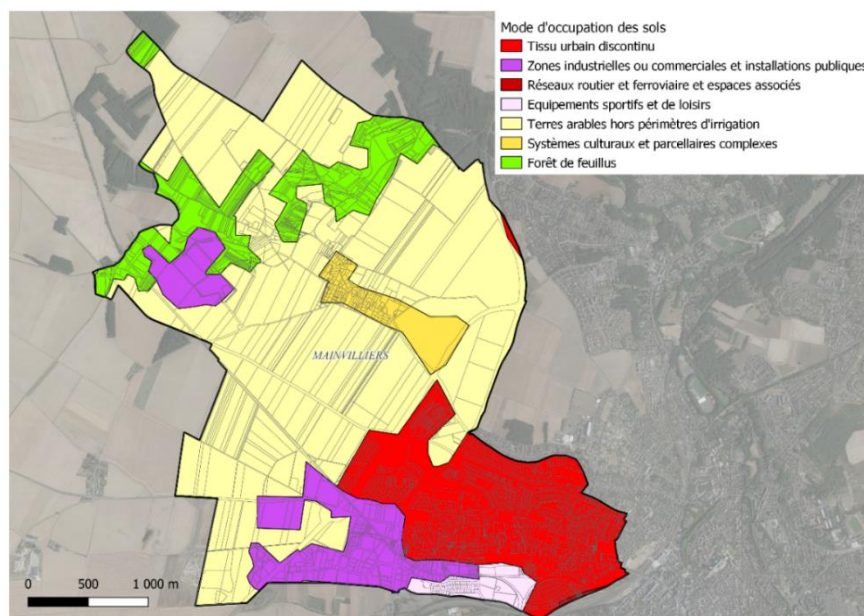 Mode d'occupation des sols
Tissu urbain discontinu
Zones industrielles ou commerciales et installations publiques
Réseaux routier et ferroviaire et espaces associés
Equipements sportifs et de loisirs
Terres arables hors périmètres d'irrigation
Systèmes culturaux et parcellaires complexes
Forêt de feuillus
MAINVILLIERS
0 500 1 000 m